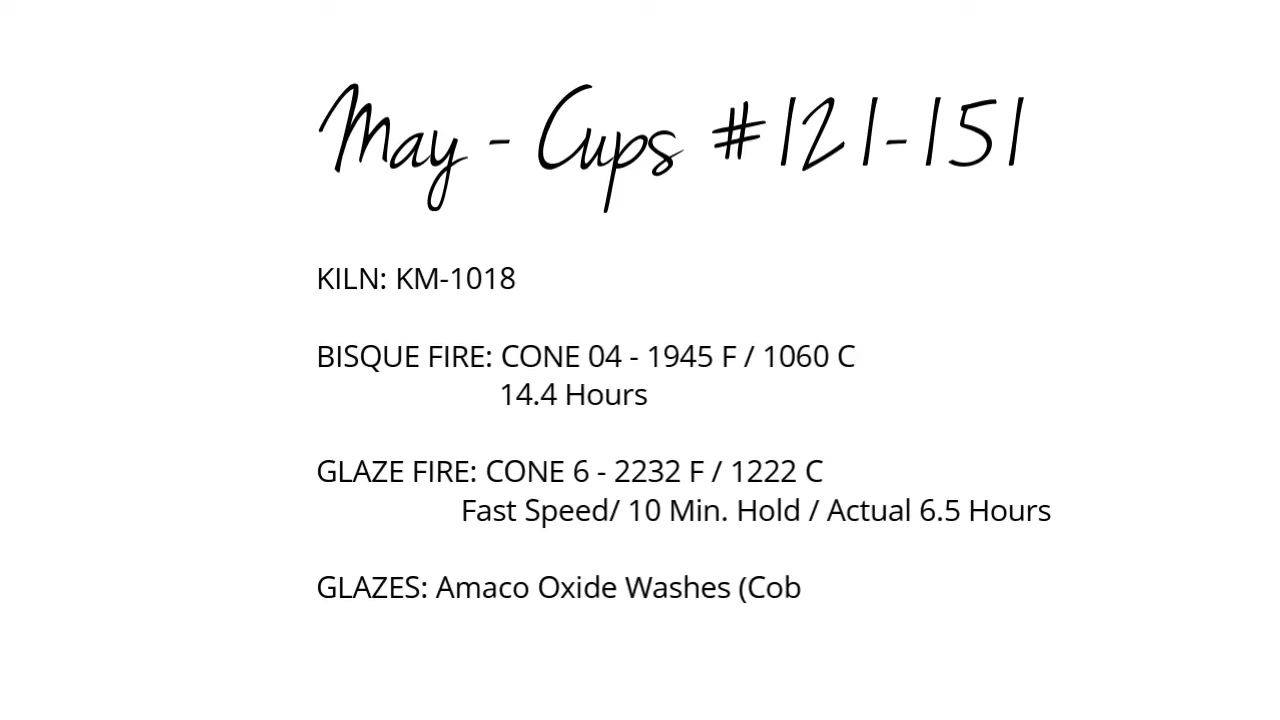 May - Cups #121-151
KILN: KM-1018
BISQUE FIRE: CONE 04 - 1945 F / 1060 C
14.4 Hours
GLAZE FIRE: CONE 6 - 2232 F / 1222 C
Fast Speed/ 10 Min. Hold / Actual 6.5 Hours
GLAZES: Amaco Oxide Washes (Cob